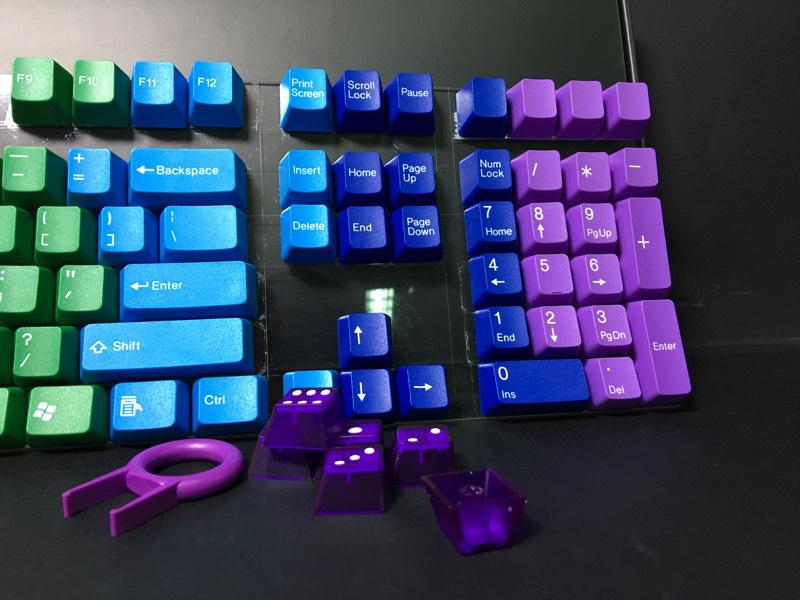 F9 F10 F11 F12 Print Screen Scroll Lock Pause
— + = ← Backspace Insert Home Page Up Num Lock / * −
{ [ } ] | \ Delete End Page Down 7 Home 8 ↑ 9 PgUp +
: ; " ' ↵ Enter 4 ← 5 6 →
? / ⇧ Shift ↑ 1 End 2 ↓ 3 PgDn Enter
Ctrl ↓ → 0 Ins . Del